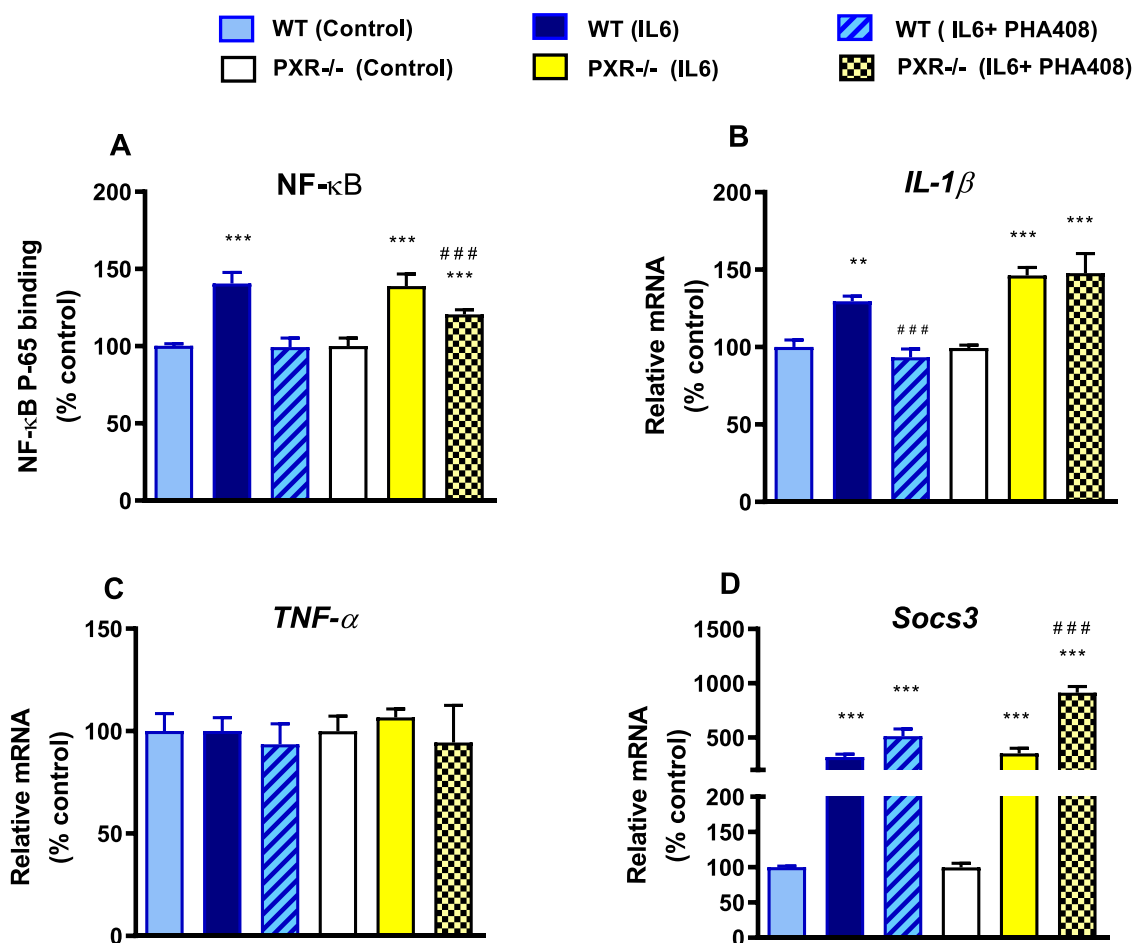 WT (Control) WT (IL6) WT ( IL6+ PHA408)
PXR-/- (Control) PXR-/- (IL6) PXR-/- (IL6+ PHA408)
A
NF-κB
NF-κB P-65 binding
(% control)
200
150
100
50
0
***
***
###
***
B
IL-1β
Relative mRNA
(% control)
200
150
100
50
0
**
###
***
***
C
TNF-α
Relative mRNA
(% control)
150
100
50
0
D
Socs3
Relative mRNA
(% control)
1500
1000
500
200
150
100
50
0
***
***
***
###
***